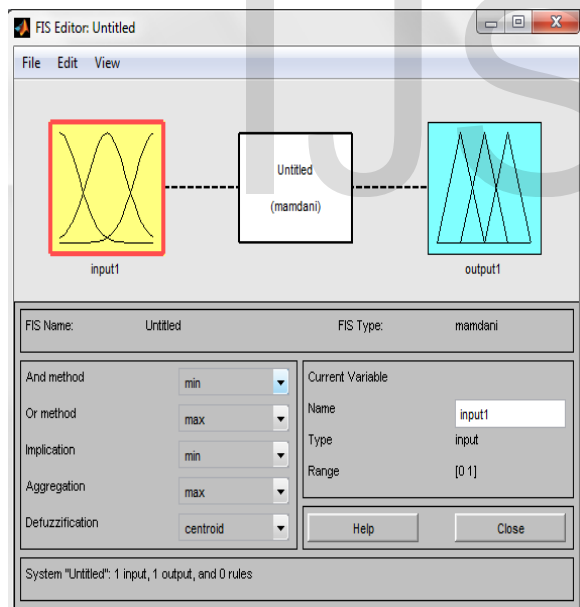 FIS Editor: Untitled
File Edit View
Untitled
(mamdani)
input1
output1
FIS Name: Untitled FIS Type: mamdani
And method min
Or method max
Implication min
Aggregation max
Defuzzification centroid
Current Variable
Name input1
Type input
Range [0 1]
Help Close
System "Untitled": 1 input, 1 output, and 0 rules